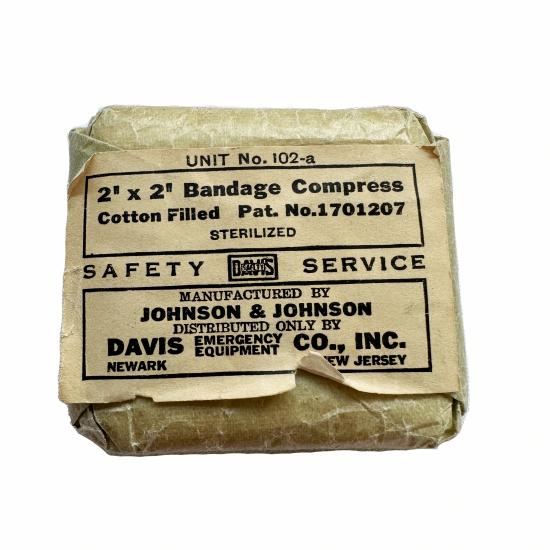 UNIT No. 102-a
2' x 2' Bandage Compress
Cotton Filled Pat. No. 1701207
STERILIZED
SAFETY DAVIS SERVICE
MANUFACTURED BY
JOHNSON & JOHNSON
DISTRIBUTED ONLY BY
DAVIS EMERGENCY EQUIPMENT CO., INC.
NEWARK EW JERSEY